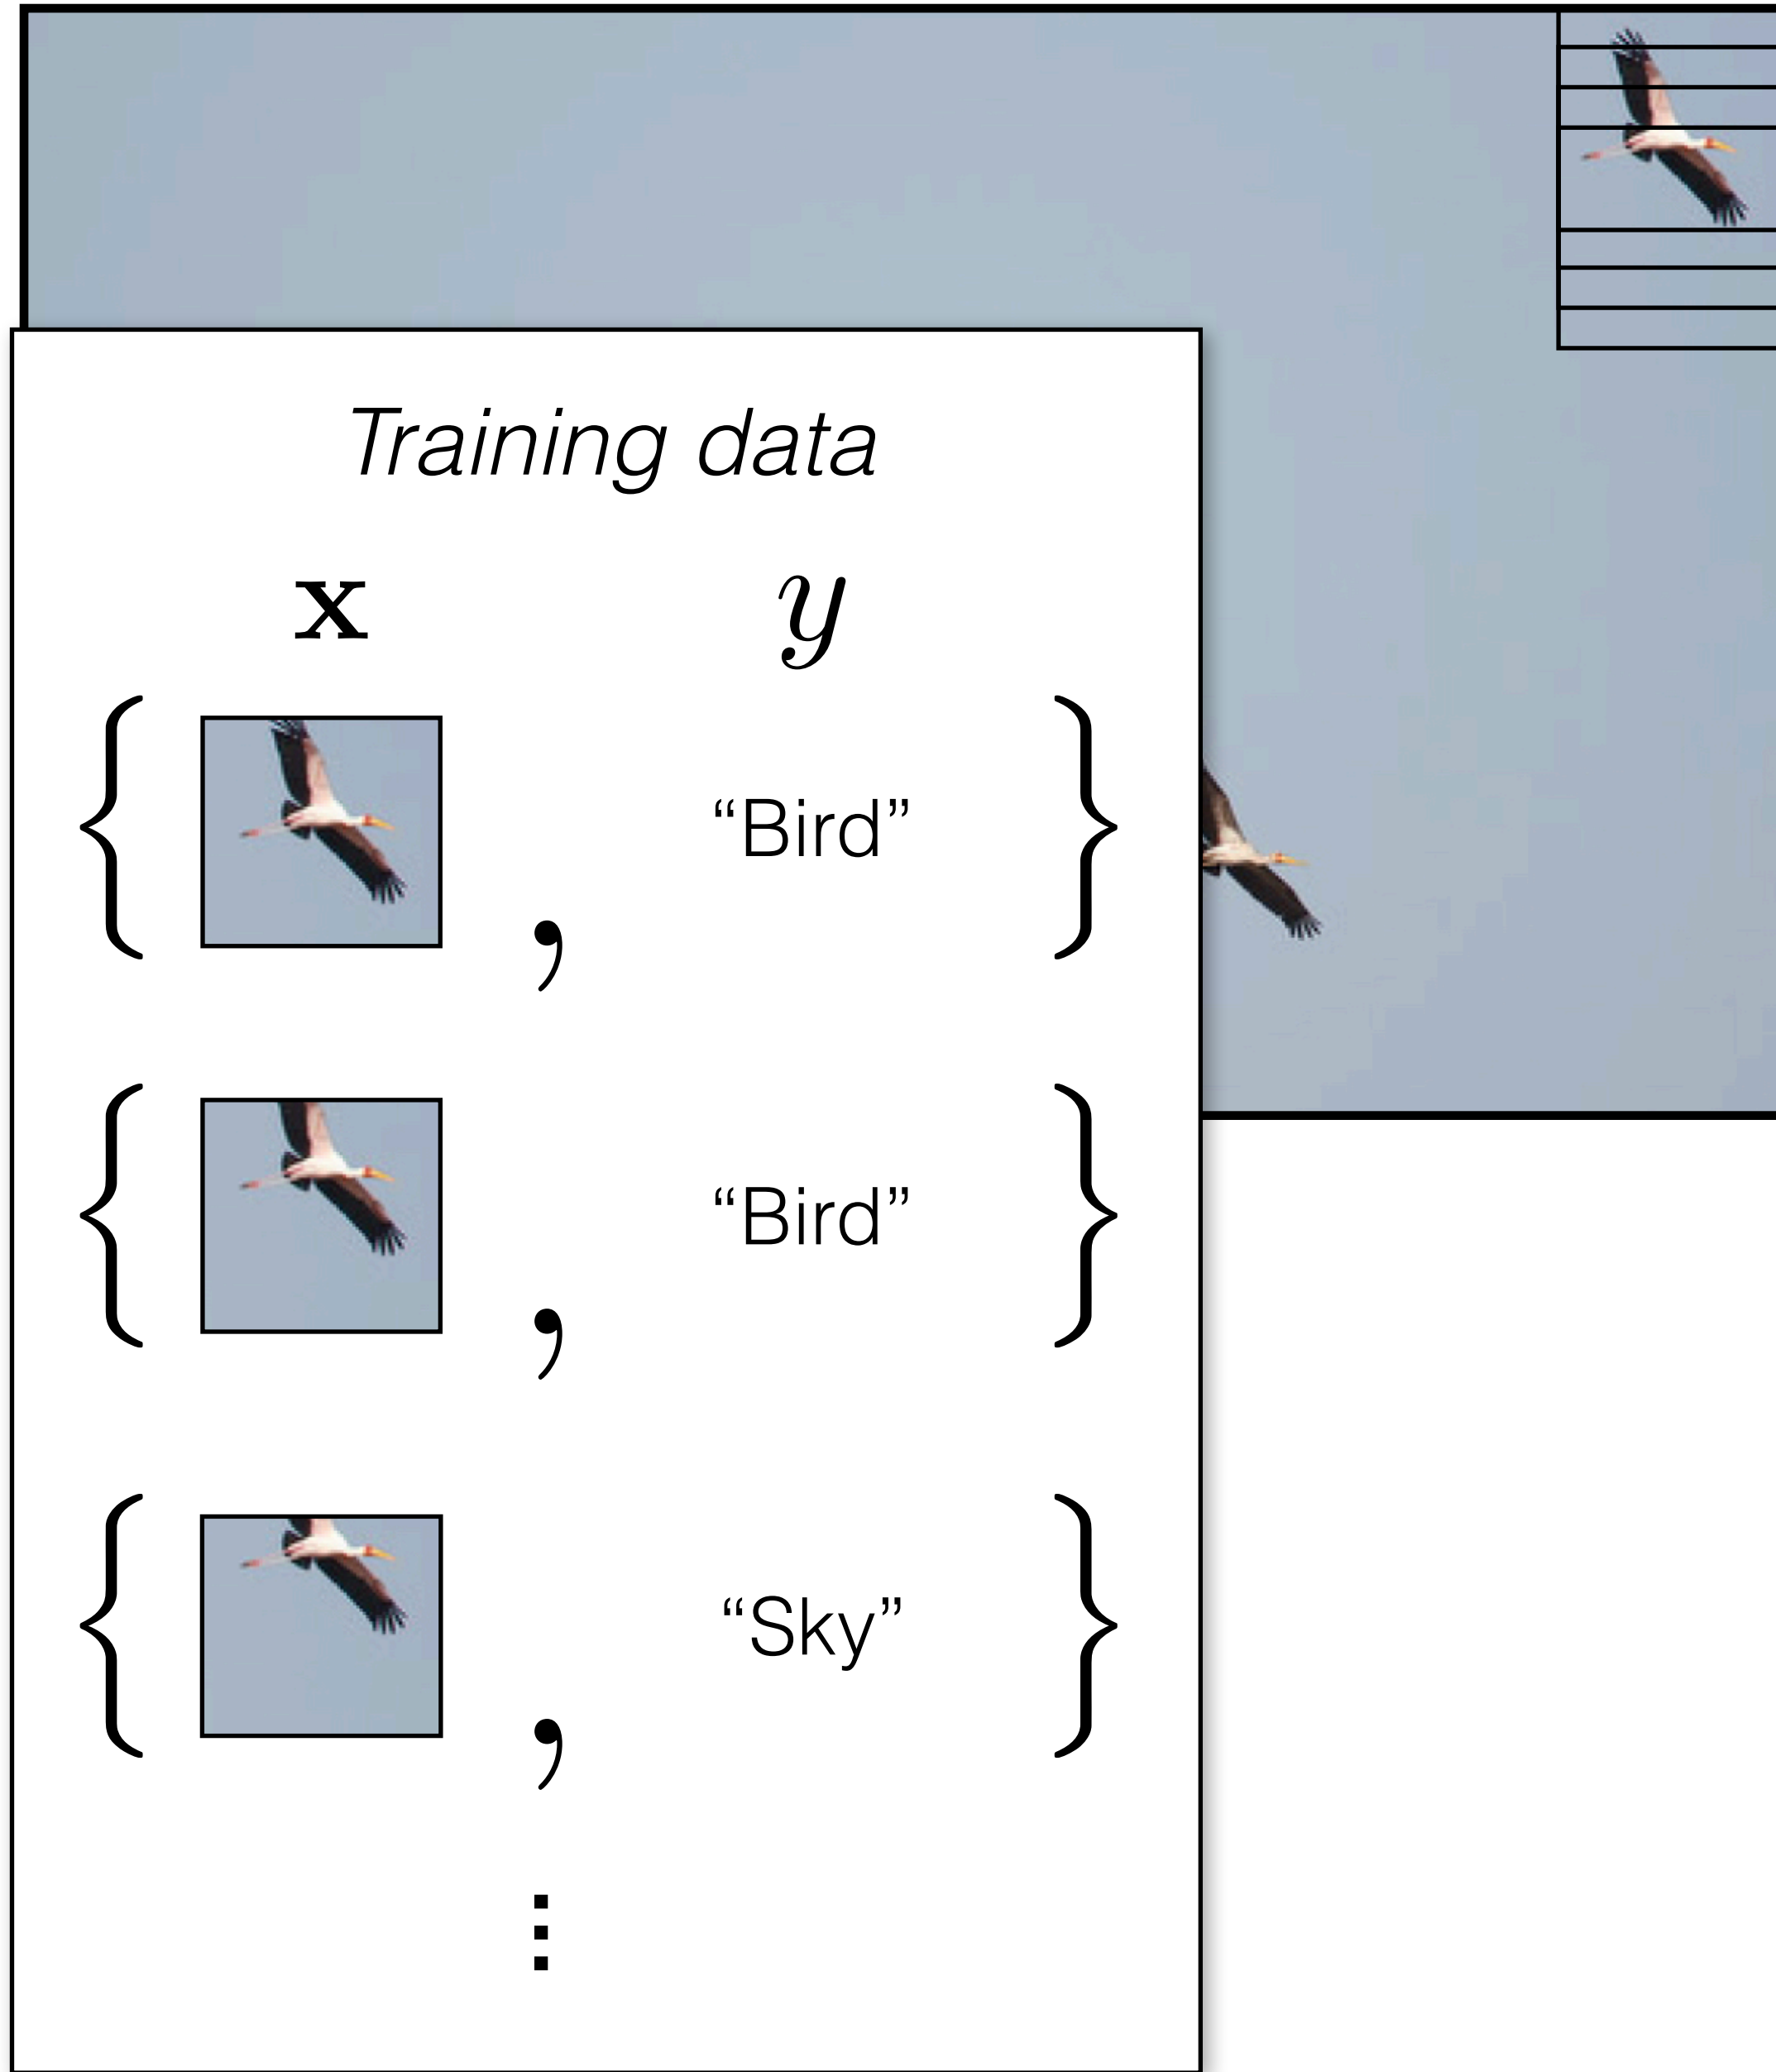 Training data
x y
{ , “Bird” }
{ , “Bird” }
{ , “Sky” }
⋮